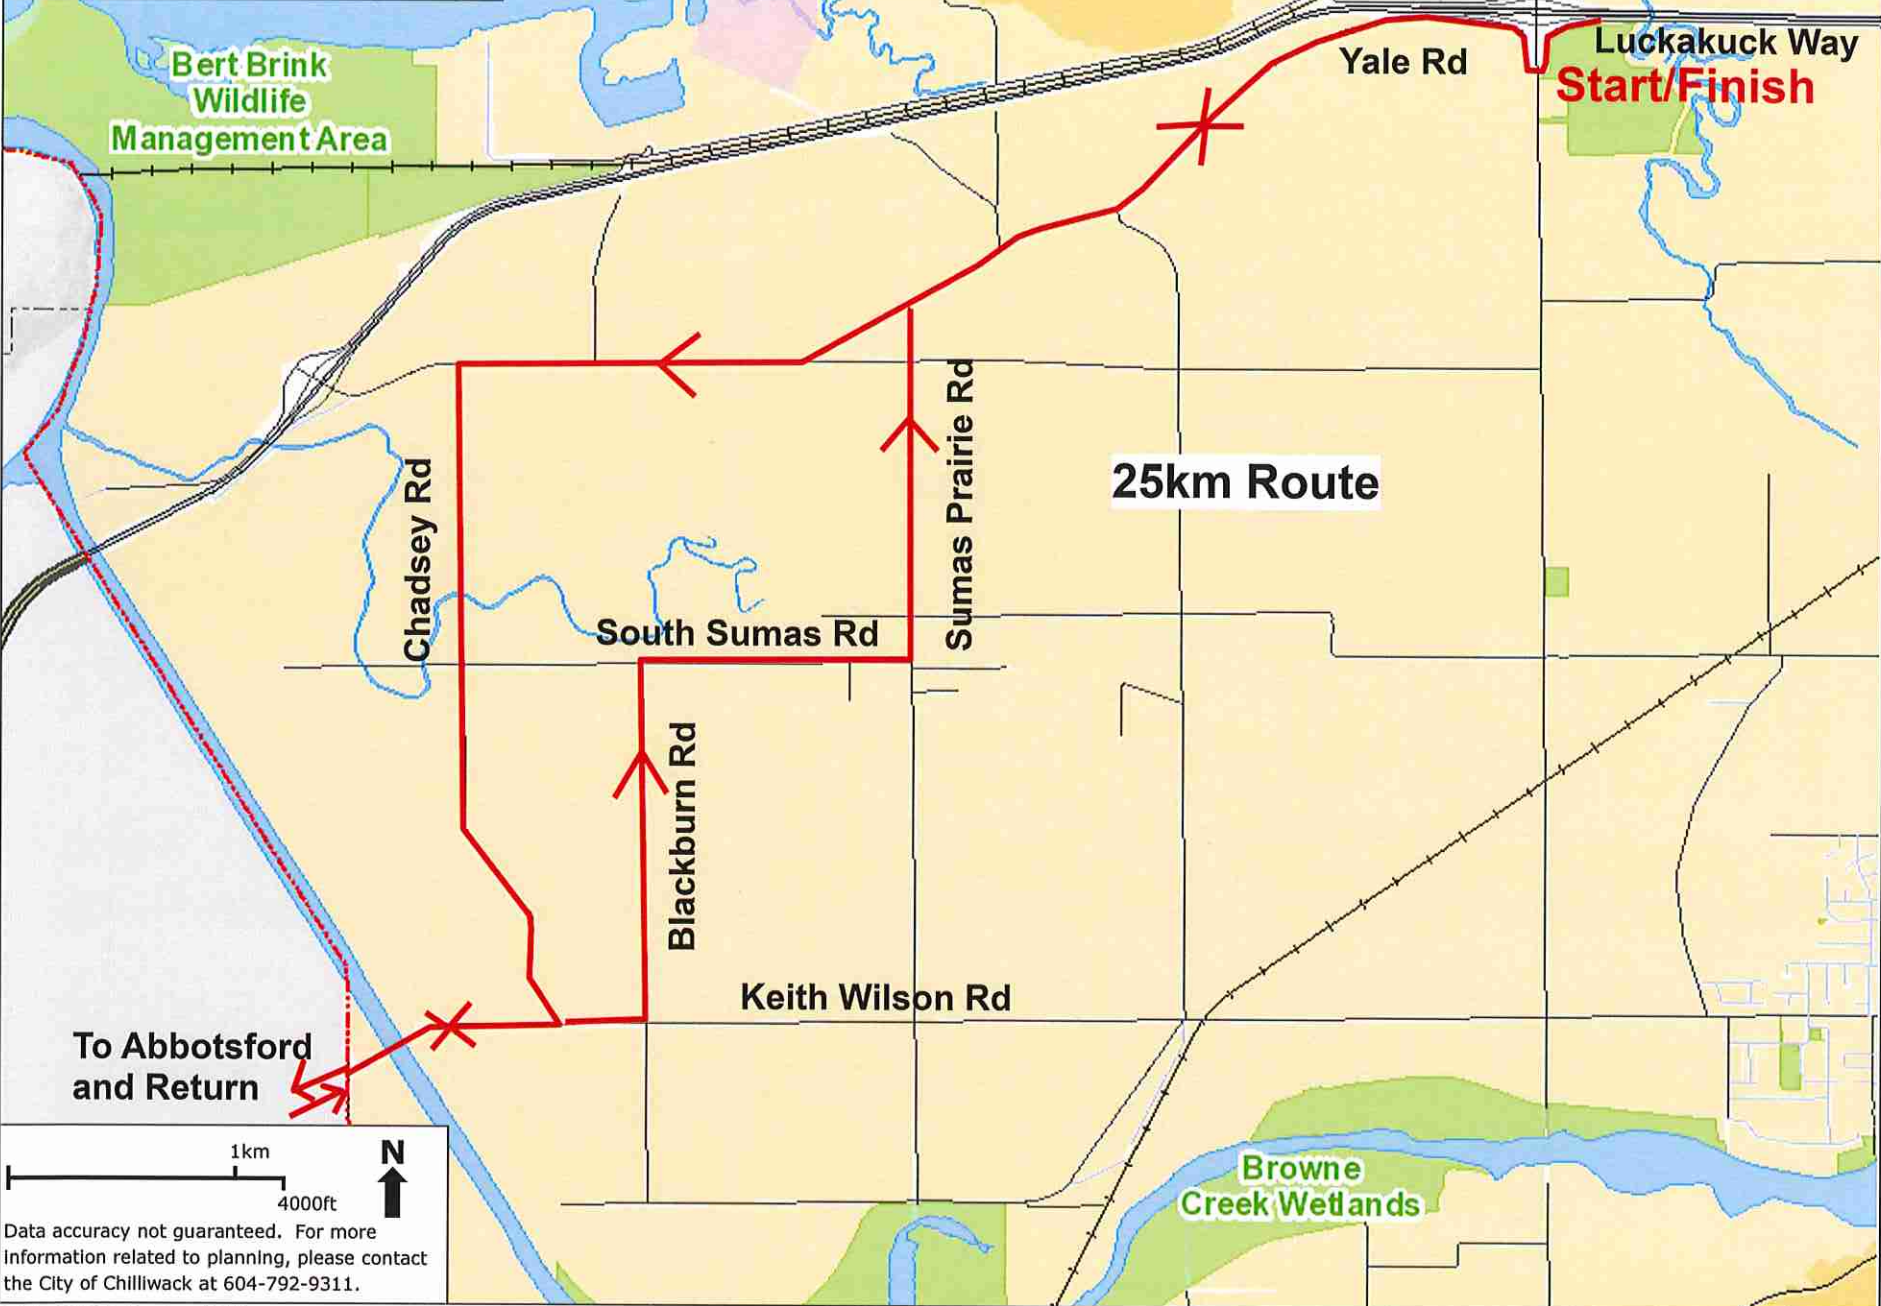 Bert Brink
Wildlife
Management Area
Yale Rd
Luckakuck Way
Start/Finish
Chadsey Rd
Sumas Prairie Rd
25km Route
South Sumas Rd
Blackburn Rd
Keith Wilson Rd
To Abbotsford
and Return
1km
4000ft
N
Data accuracy not guaranteed. For more
information related to planning, please contact
the City of Chilliwack at 604-792-9311.
Browne
Creek Wetlands